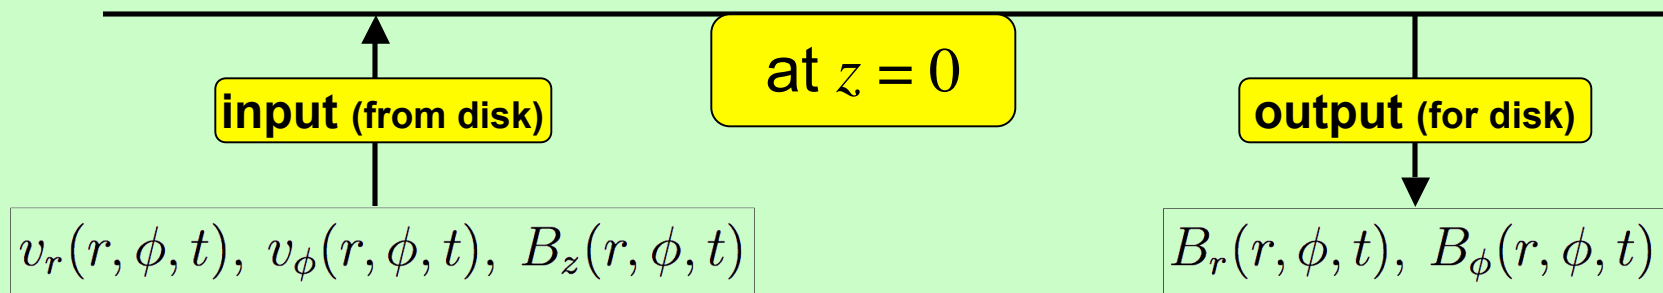 at z = 0
input (from disk)
output (for disk)
v_r(r, ϕ, t), v_ϕ(r, ϕ, t), B_z(r, ϕ, t)
B_r(r, ϕ, t), B_ϕ(r, ϕ, t)